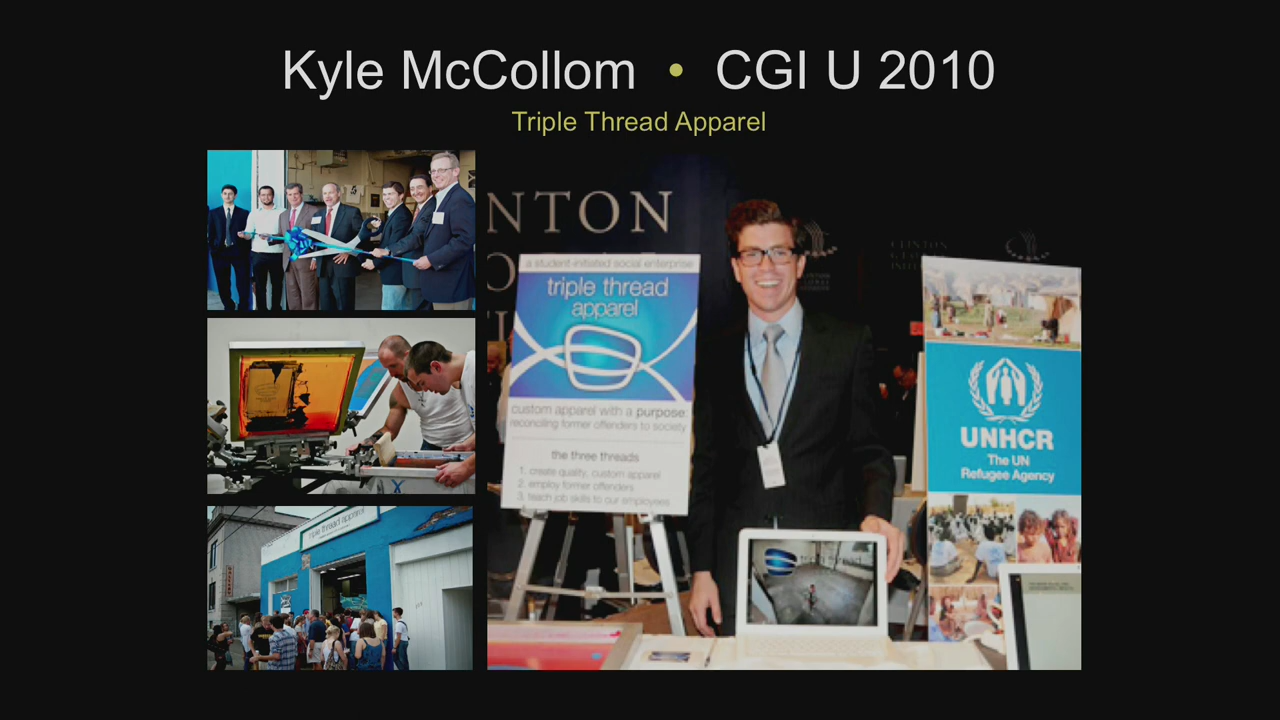 Kyle McCollom • CGI U 2010
Triple Thread Apparel
NTON
CLINTON
a student-initiated social enterprise
triple thread
apparel
custom apparel with a purpose:
reconciling former offenders to society
the three threads
1. create quality, custom apparel
2. employ former offenders
3. teach job skills to our employees
UNHCR
The UN
Refugee Agency
triple thread apparel